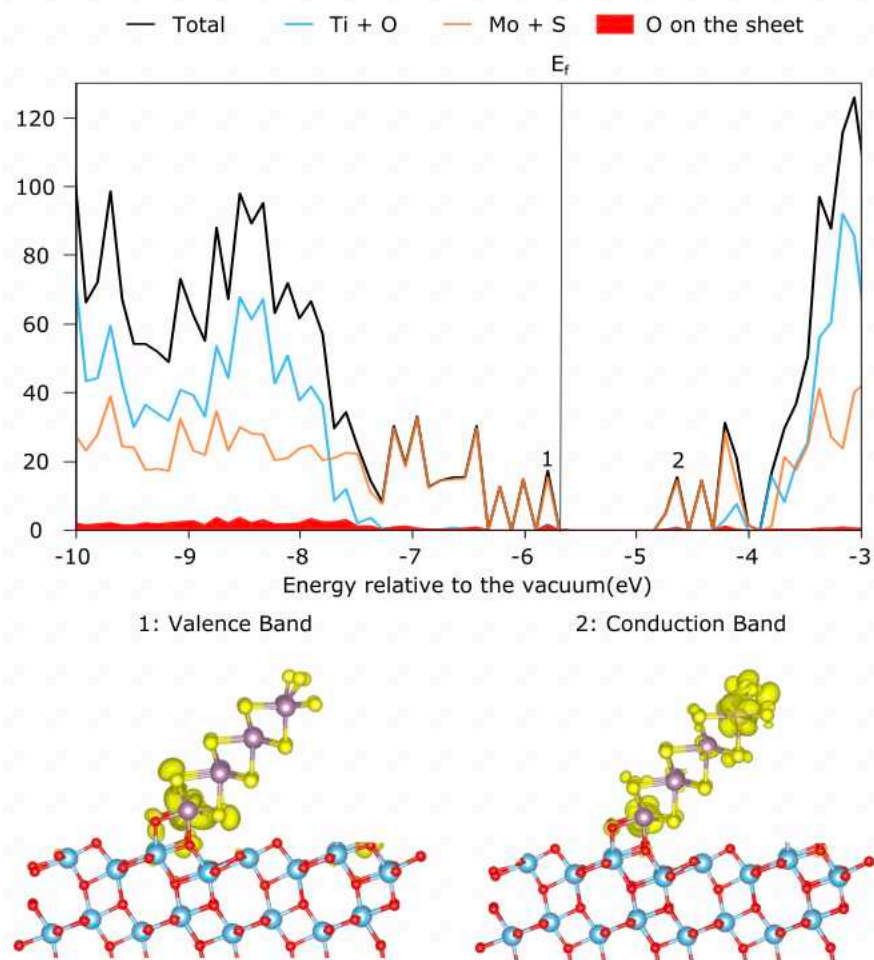 Total Ti + O Mo + S O on the sheet
E_f
120
100
80
60
40
20
0
1 2
-10 -9 -8 -7 -6 -5 -4 -3
Energy relative to the vacuum(eV)
1: Valence Band 2: Conduction Band